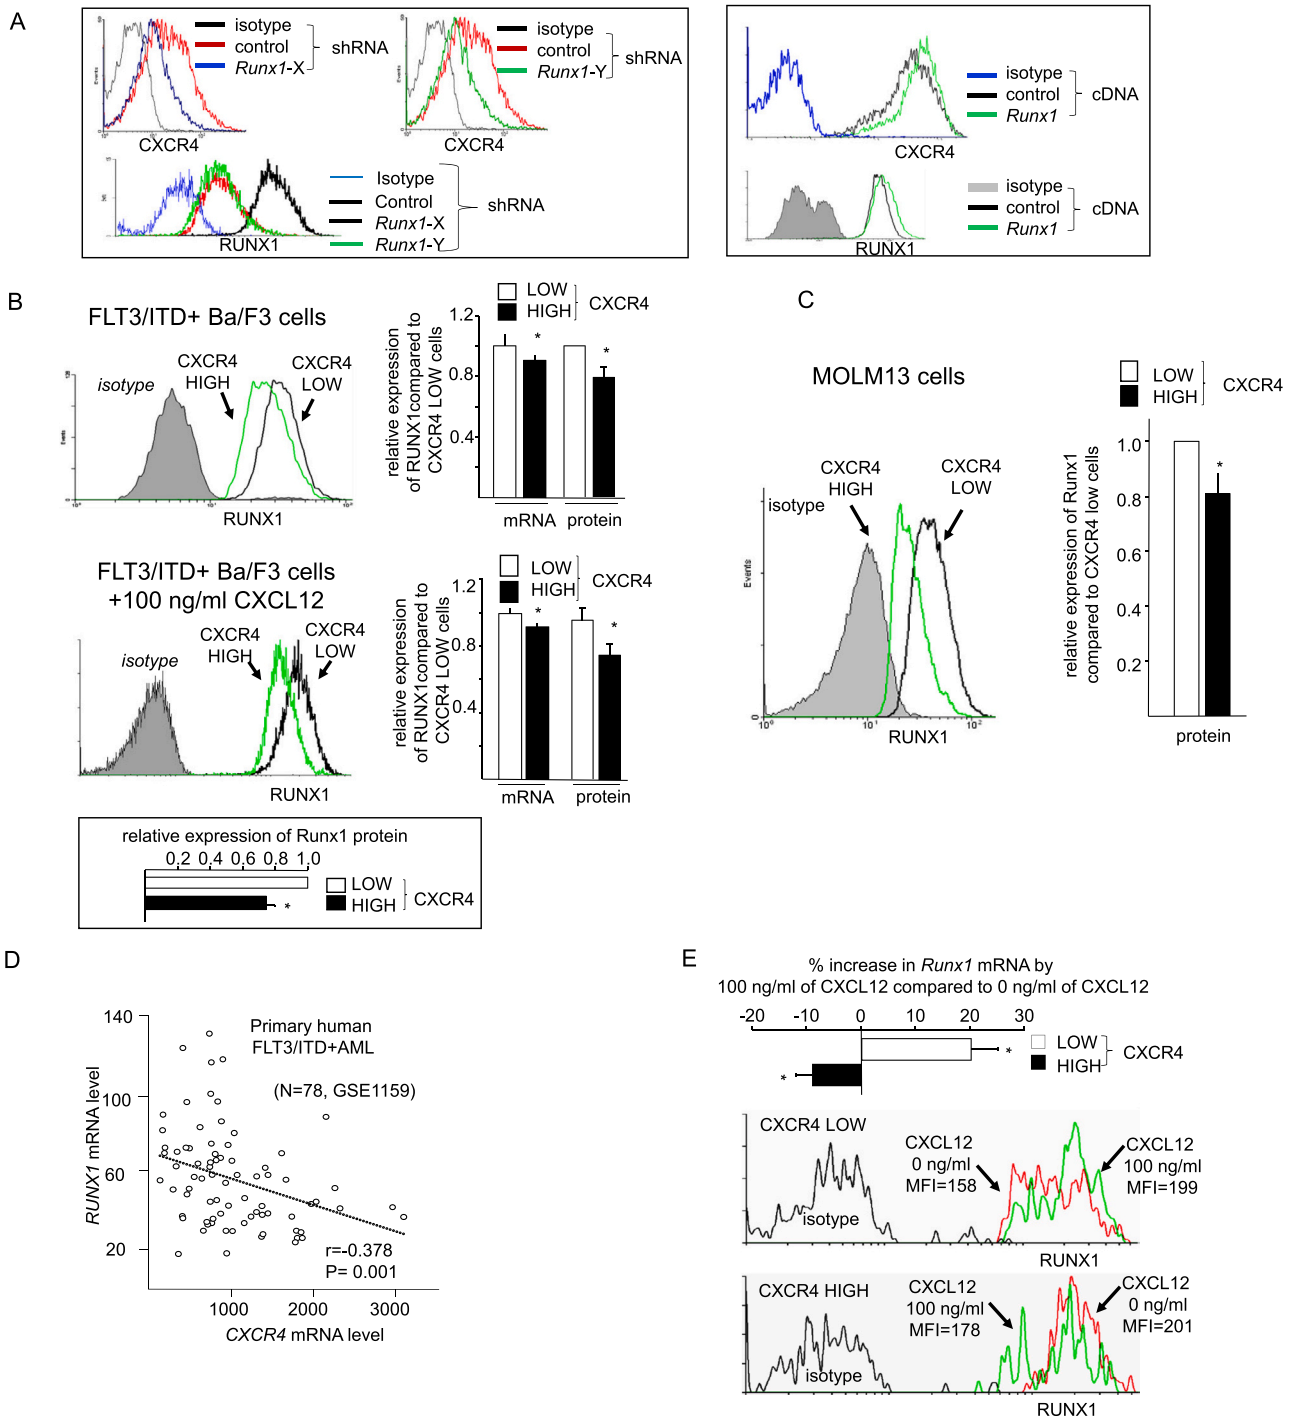 A
isotype
control
Runx1-X
shRNA
Events
CXCR4
isotype
control
Runx1-Y
shRNA
Events
CXCR4
Isotype
Control
Runx1-X
Runx1-Y
shRNA
RUNX1
isotype
control
Runx1
cDNA
CXCR4
isotype
control
Runx1
cDNA
RUNX1
B
FLT3/ITD+ Ba/F3 cells
isotype
CXCR4
HIGH
CXCR4
LOW
Events
RUNX1
LOW
HIGH
CXCR4
relative expression
of RUNX1compared to
CXCR4 LOW cells
1.2
0.8
0.4
*
*
mRNA
protein
FLT3/ITD+ Ba/F3 cells
+100 ng/ml CXCL12
isotype
CXCR4
HIGH
CXCR4
LOW
RUNX1
LOW
HIGH
CXCR4
relative expression
of RUNX1compared to
CXCR4 LOW cells
1.2
0.8
0.4
*
*
mRNA
protein
relative expression of Runx1 protein
0.2 0.4 0.6 0.8 1.0
LOW
HIGH
CXCR4
*
C
MOLM13 cells
isotype
CXCR4
HIGH
CXCR4
LOW
Events
10⁰ 10¹ 10²
RUNX1
LOW
HIGH
CXCR4
relative expression of Runx1
compared to CXCR4 low cells
1.0
0.8
0.6
0.4
0.2
*
protein
D
Primary human
FLT3/ITD+AML
(N=78, GSE1159)
RUNX1 mRNA level
140
100
60
20
r=-0.378
P= 0.001
1000 2000 3000
CXCR4 mRNA level
E
% increase in Runx1 mRNA by
100 ng/ml of CXCL12 compared to 0 ng/ml of CXCL12
-20 -10 0 10 20 30
LOW
HIGH
CXCR4
*
*
CXCR4 LOW
isotype
CXCL12
0 ng/ml
MFI=158
CXCL12
100 ng/ml
MFI=199
RUNX1
CXCR4 HIGH
isotype
CXCL12
100 ng/ml
MFI=178
CXCL12
0 ng/ml
MFI=201
RUNX1